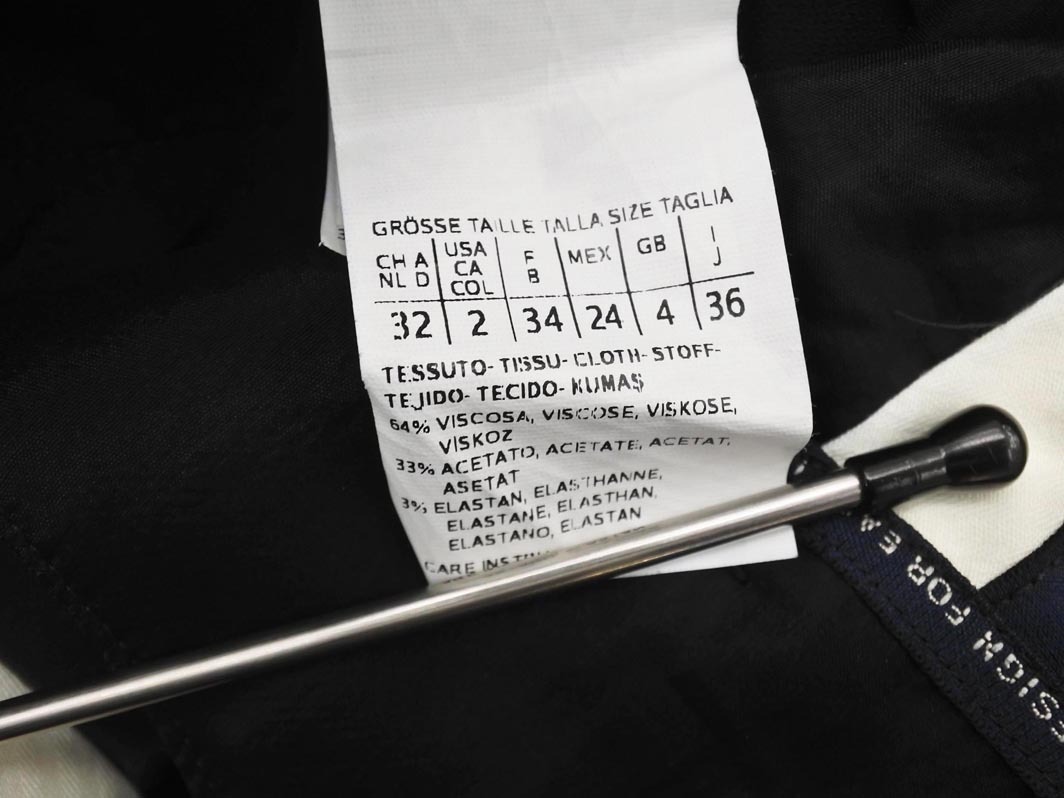 GRÖSSE TAILLE TALLA SIZE TAGLIA
CH A NL D USA CA COL F B MEX GB I J
32 2 34 24 4 36
TESSUTO- TISSU- CLOTH- STOFF-
TEJIDO- TECIDO- KUMAS
64% VISCOSA, VISCOSE, VISKOSE,
VISKOZ
33% ACETATO, ACETATE, ACETAT,
ASETAT
3% ELASTAN, ELASTHANNE,
ELASTANE, ELASTHAN,
ELASTANO, ELASTAN
CARE
FOR